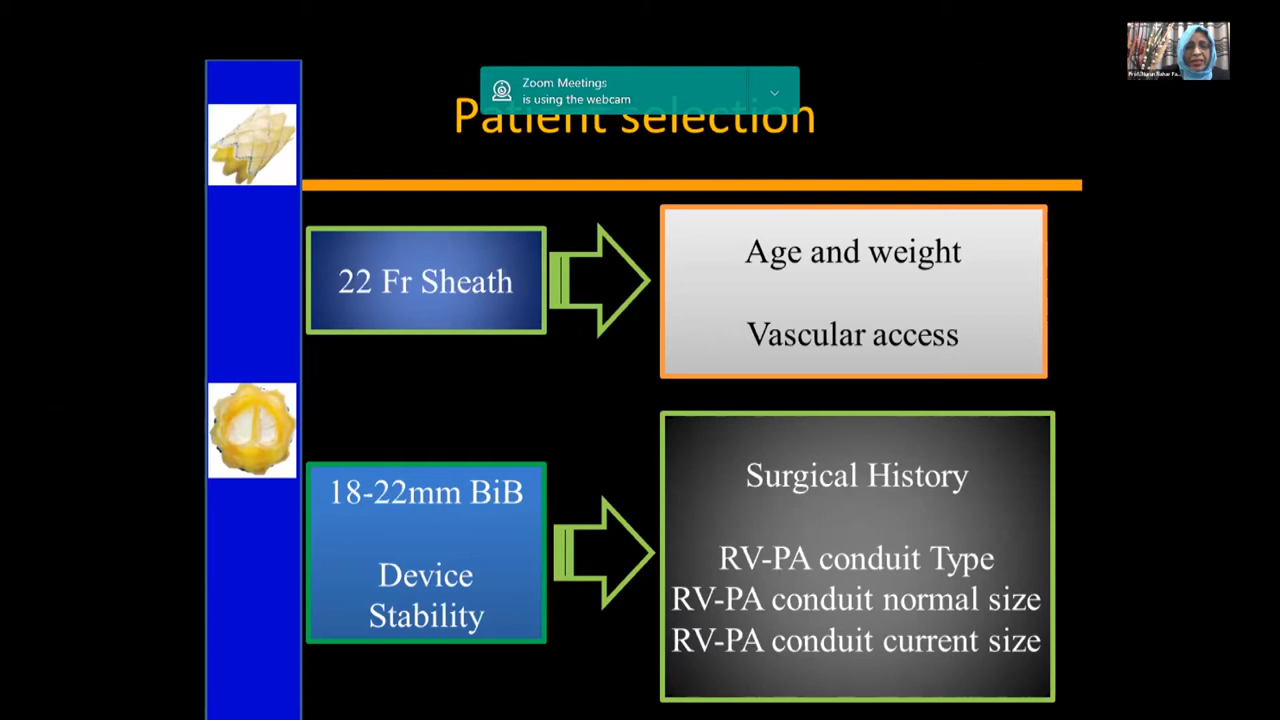 Zoom Meetings
is using the webcam
Patient selection
22 Fr Sheath
Age and weight
Vascular access
18-22mm BiB
Device
Stability
Surgical History
RV-PA conduit Type
RV-PA conduit normal size
RV-PA conduit current size